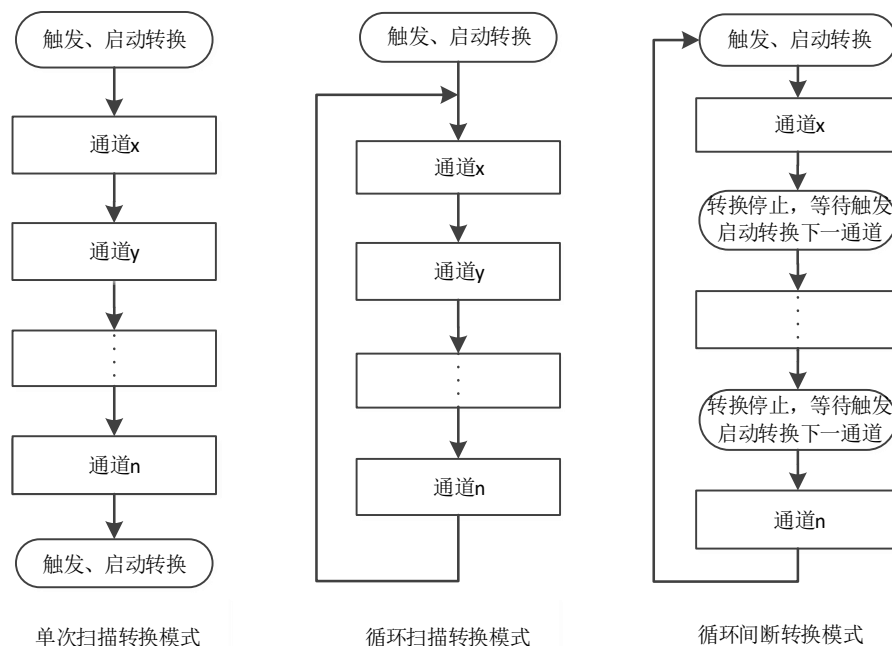 触发、启动转换
通道x
通道y
通道n
触发、启动转换
单次扫描转换模式
触发、启动转换
通道x
通道y
通道n
循环扫描转换模式
触发、启动转换
通道x
转换停止，等待触发
启动转换下一通道
转换停止，等待触发
启动转换下一通道
通道n
循环间断转换模式